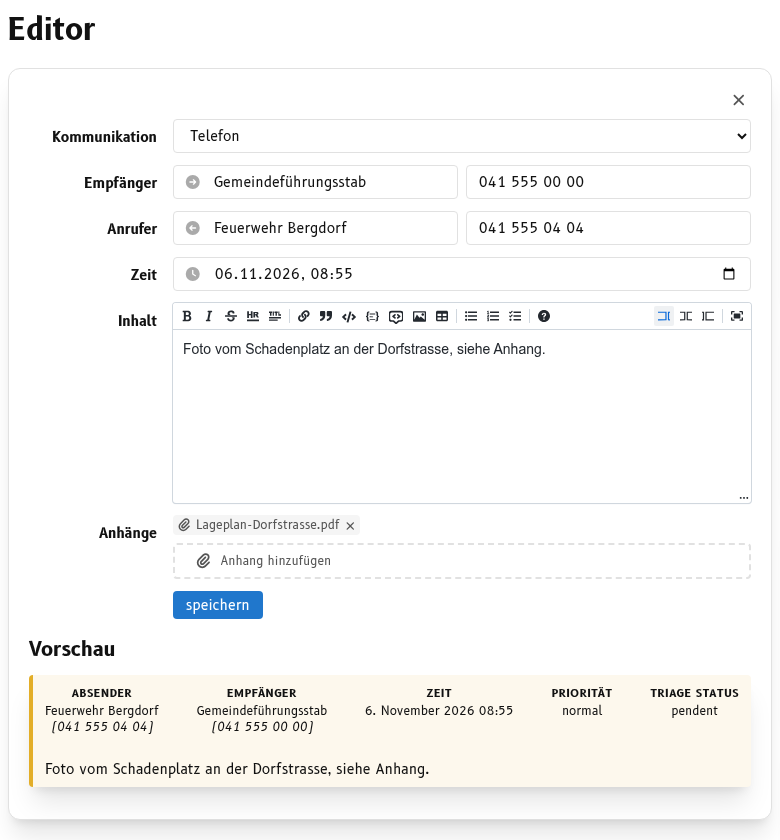 Editor
Kommunikation Telefon
Empfänger Gemeindeführungsstab 041 555 00 00
Anrufer Feuerwehr Bergdorf 041 555 04 04
Zeit 06.11.2026, 08:55
Inhalt B I S HR TITL
Foto vom Schadenplatz an der Dorfstrasse, siehe Anhang.
Anhänge Lageplan-Dorfstrasse.pdf
Anhang hinzufügen
speichern
Vorschau
ABSENDER EMPFÄNGER ZEIT PRIORITÄT TRIAGE STATUS
Feuerwehr Bergdorf Gemeindeführungsstab 6. November 2026 08:55 normal pendent
[041 555 04 04] [041 555 00 00]
Foto vom Schadenplatz an der Dorfstrasse, siehe Anhang.